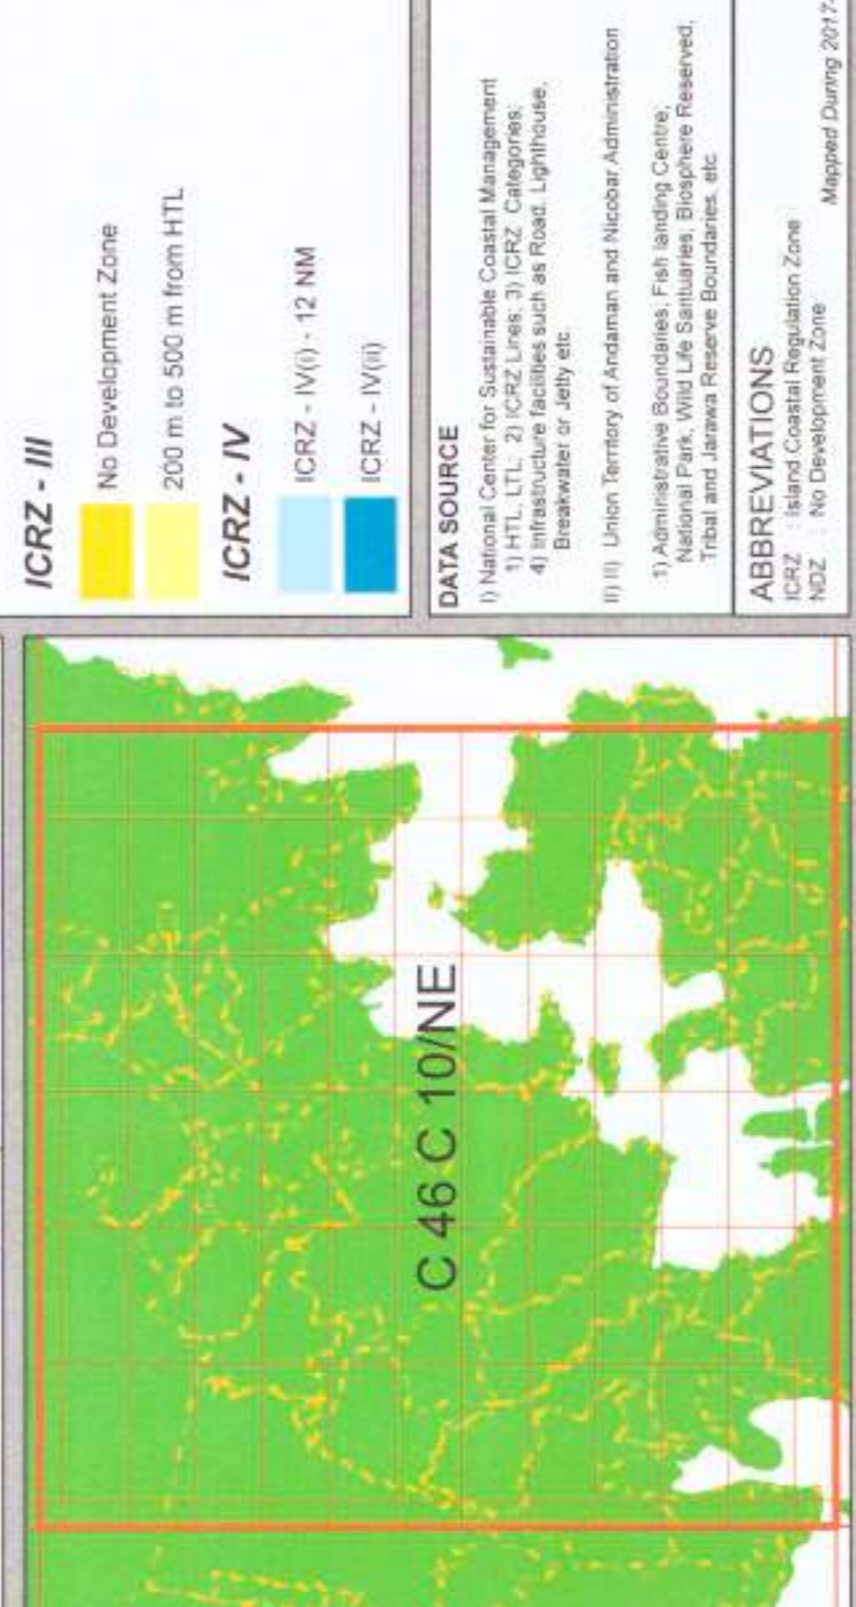 ICRZ - III
No Development Zone
200 m to 500 m from HTL
ICRZ - IV
ICRZ - IV(i) - 12 NM
ICRZ - IV(ii)
DATA SOURCE
I) National Center for Sustainable Coastal Management
1) HTL, LTL, 2) ICRZ Lines, 3) ICRZ Categories,
4) Infrastructure facilities such as Road, Lighthouse,
Breakwater or Jetty etc.
II) II) Union Territory of Andaman and Nicobar Administration
1) Administrative Boundaries, Fish landing Centre,
National Park, Wild Life Santuaries, Biosphere Reserved,
Tribal and Jarawa Reserve Boundaries, etc
ABBREVIATIONS
ICRZ : Island Coastal Regulation Zone
NDZ : No Development Zone
Mapped During 2017-
C 46 C 10/NE